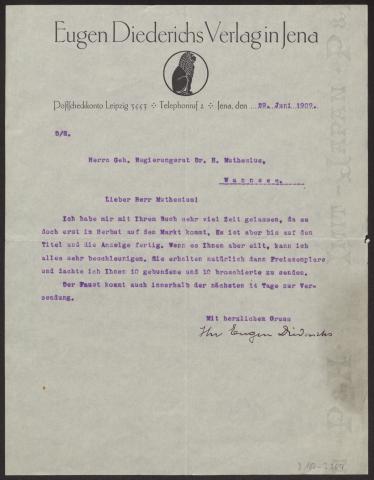 Eugen Diederichs Verlag in Jena
Postscheckkonto Leipzig 5553 ÷ Telephonruf 2 ÷ Jena, den 29. Juni 1909.
D/E.
Herrn Geh. Regierungsrat Dr. H. Muthesius,
Wannsee.
Lieber Herr Muthesius!
Ich habe mir mit Ihrem Buch sehr viel Zeit gelassen, da es
doch erst im Herbst auf den Markt kommt. Es ist aber bis auf den
Titel und die Anzeige fertig. Wenn es Ihnen aber eilt, kann ich
alles sehr beschleunigen. Sie erhalten natürlich dann Freiexemplare
und dachte ich Ihnen 10 gebundene und 10 broschierte zu senden.
Der Faust kommt auch innerhalb der nächsten 14 Tage zur Ver-
sendung.
Mit herzlichem Gruss
Ihr Eugen Diederichs